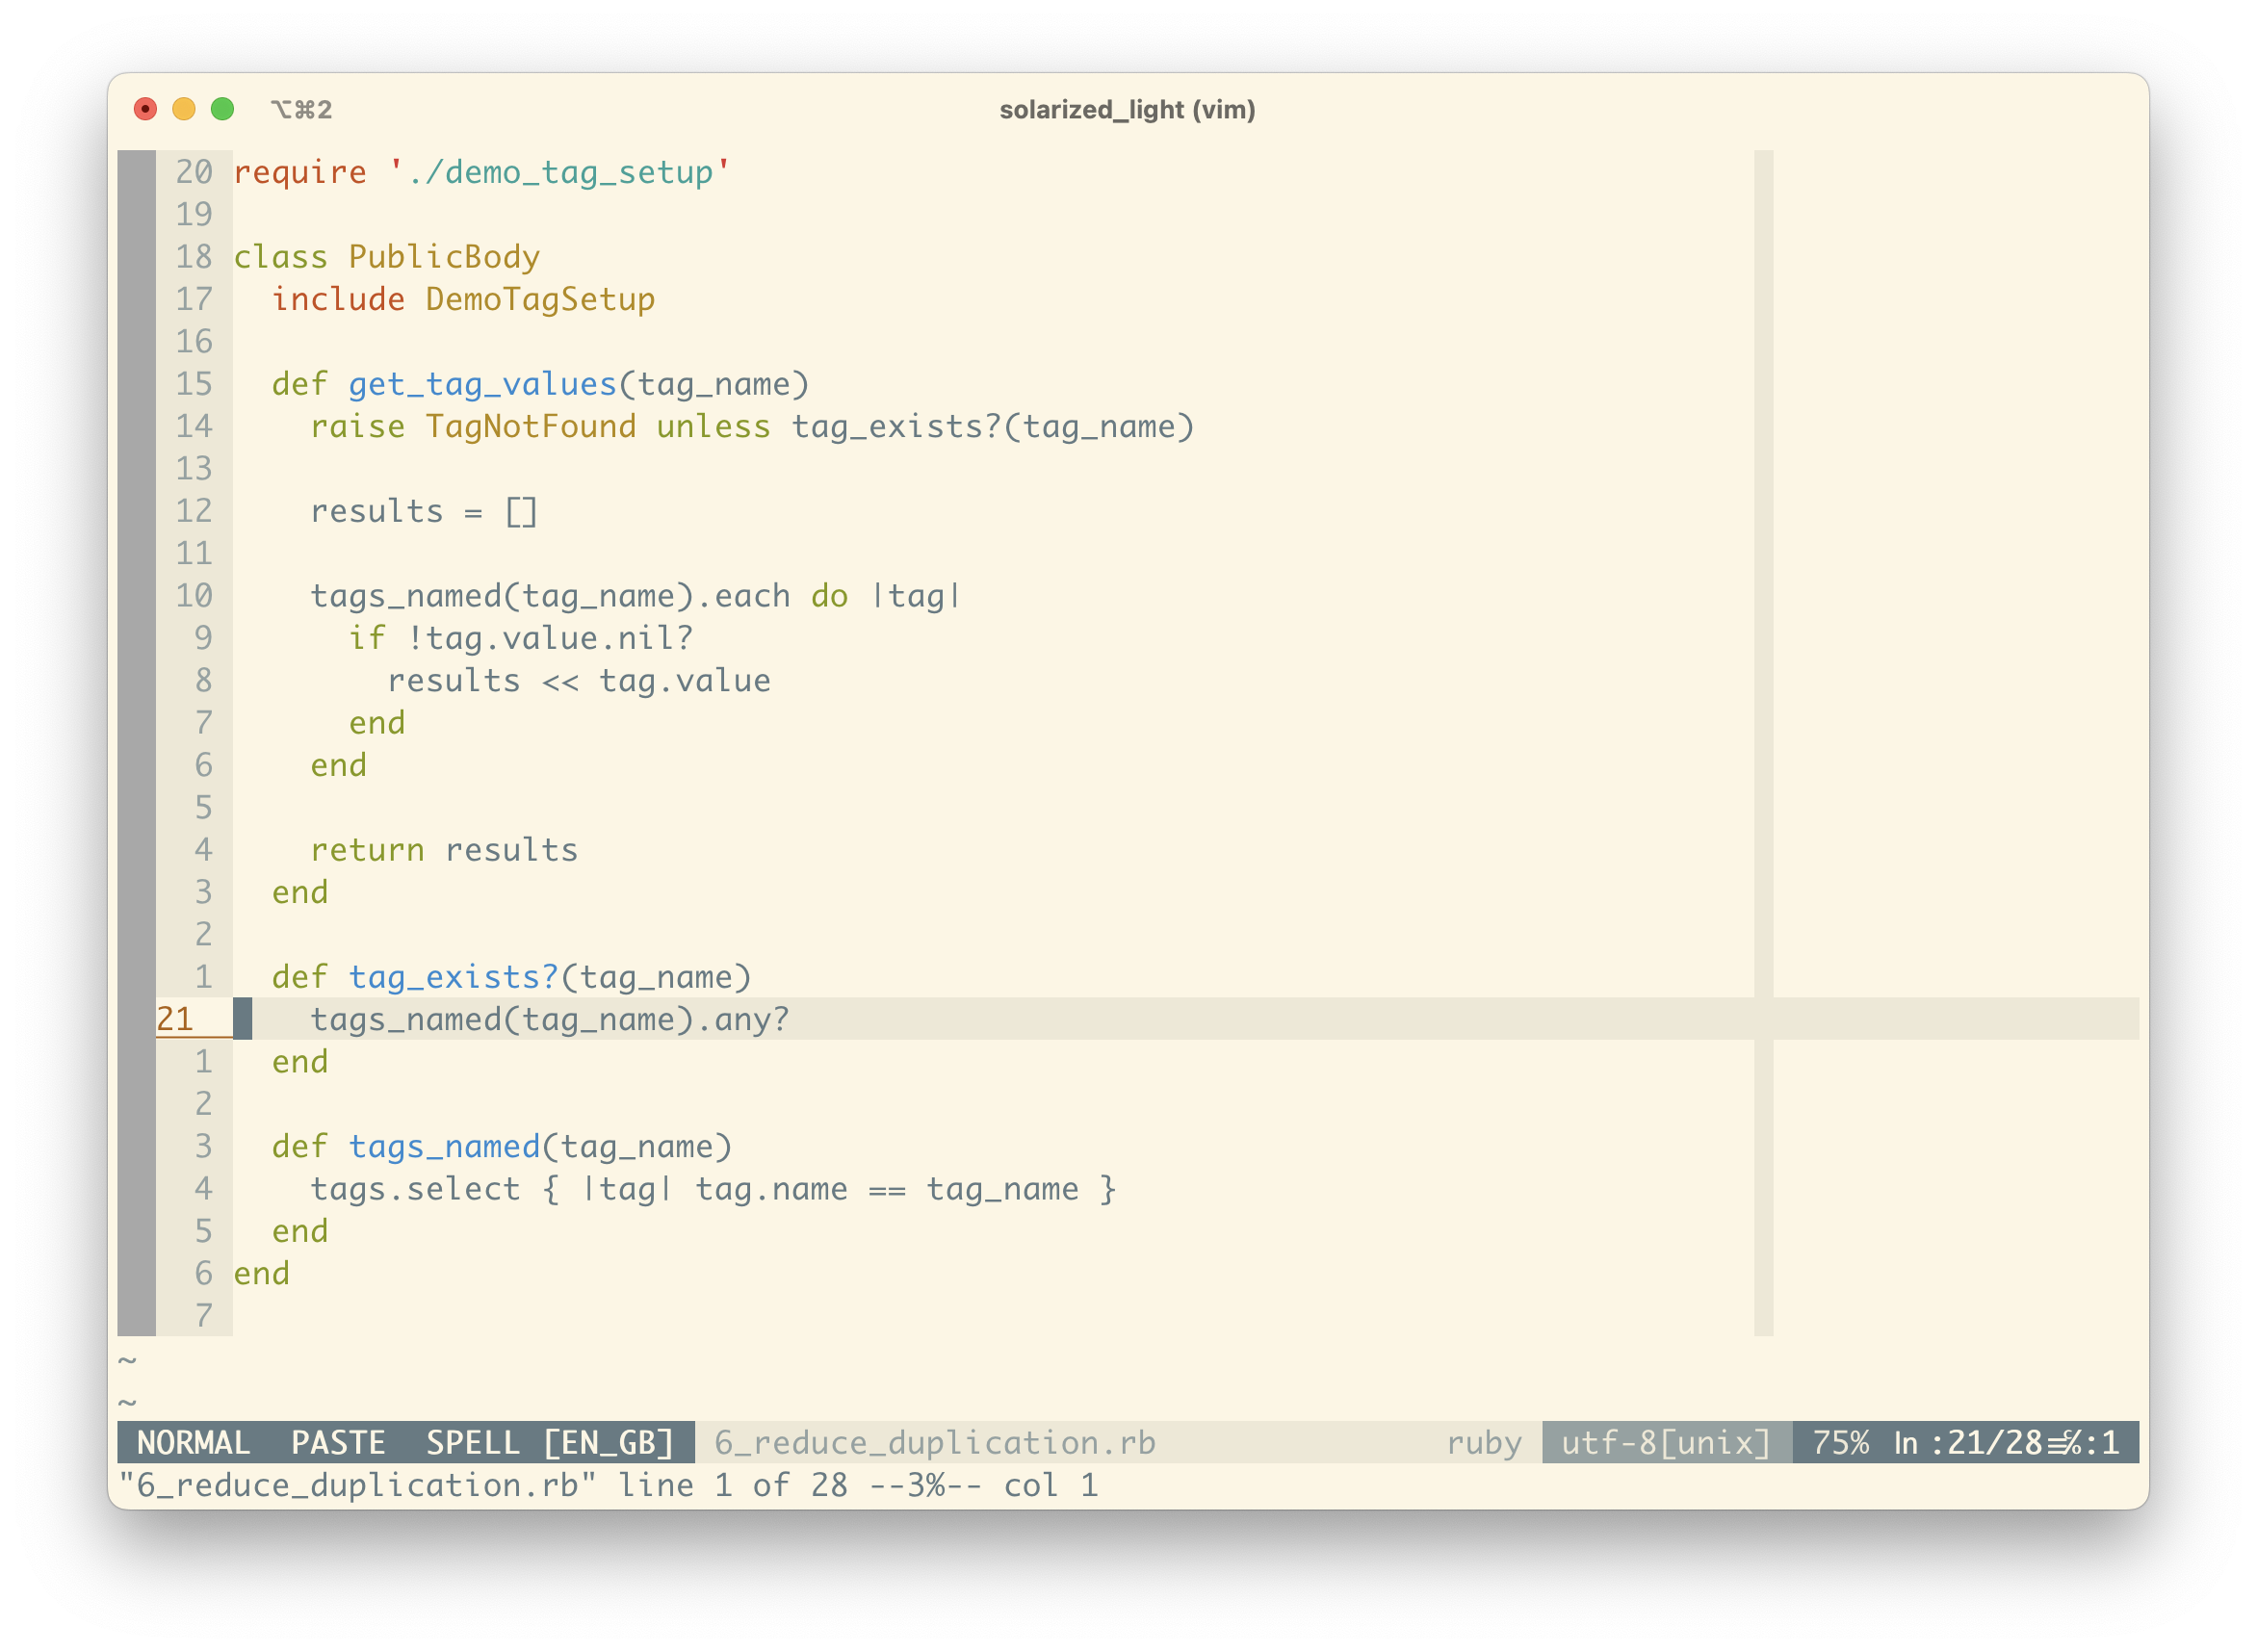 ⌥⌘2
solarized_light (vim)
20 require './demo_tag_setup'
19
18 class PublicBody
17   include DemoTagSetup
16
15   def get_tag_values(tag_name)
14     raise TagNotFound unless tag_exists?(tag_name)
13
12     results = []
11
10     tags_named(tag_name).each do |tag|
9       if !tag.value.nil?
8         results << tag.value
7       end
6     end
5
4     return results
3   end
2
1   def tag_exists?(tag_name)
21     tags_named(tag_name).any?
1   end
2
3   def tags_named(tag_name)
4     tags.select { |tag| tag.name == tag_name }
5   end
6 end
7
~
~
NORMAL  PASTE  SPELL [EN_GB] 6_reduce_duplication.rb ruby utf-8[unix] 75% ln :21/28≡℅:1
"6_reduce_duplication.rb" line 1 of 28 --3%-- col 1